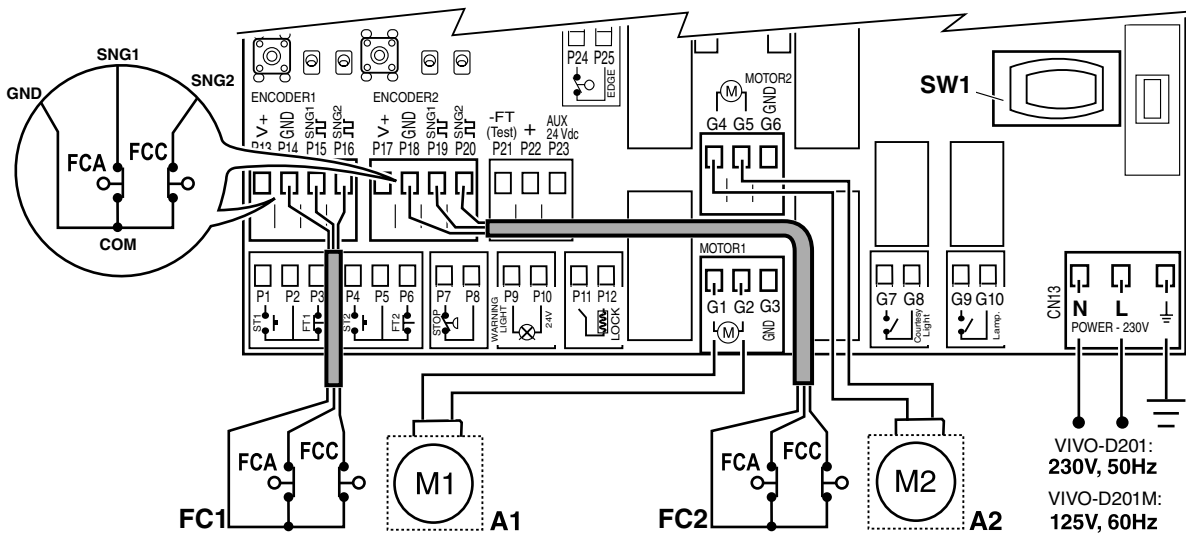 SNG1
SNG2
GND
FCA
FCC
COM
ENCODER1
V+
GND
SNG1
SNG2
P13 P14 P15 P16
ENCODER2
V+
GND
SNG1
SNG2
P17 P18 P19 P20
-FT
(Test)
+
AUX
24 Vdc
P21 P22 P23
P24 P25
EDGE
MOTOR2
M
GND
G4 G5 G6
SW1
P1 P2 P3 P4 P5 P6
ST1
FT1
ST2
FT2
P7 P8
STOP
P9 P10
WARNING
LIGHT
24V
P11 P12
LOCK
MOTOR1
G1 G2 G3
M
GND
G7 G8
Courtesy
Light
G9 G10
Lamp.
CN13
N L
POWER - 230V
FCA
FCC
FC1
M1
A1
FCA
FCC
FC2
M2
A2
VIVO-D201:
230V, 50Hz
VIVO-D201M:
125V, 60Hz